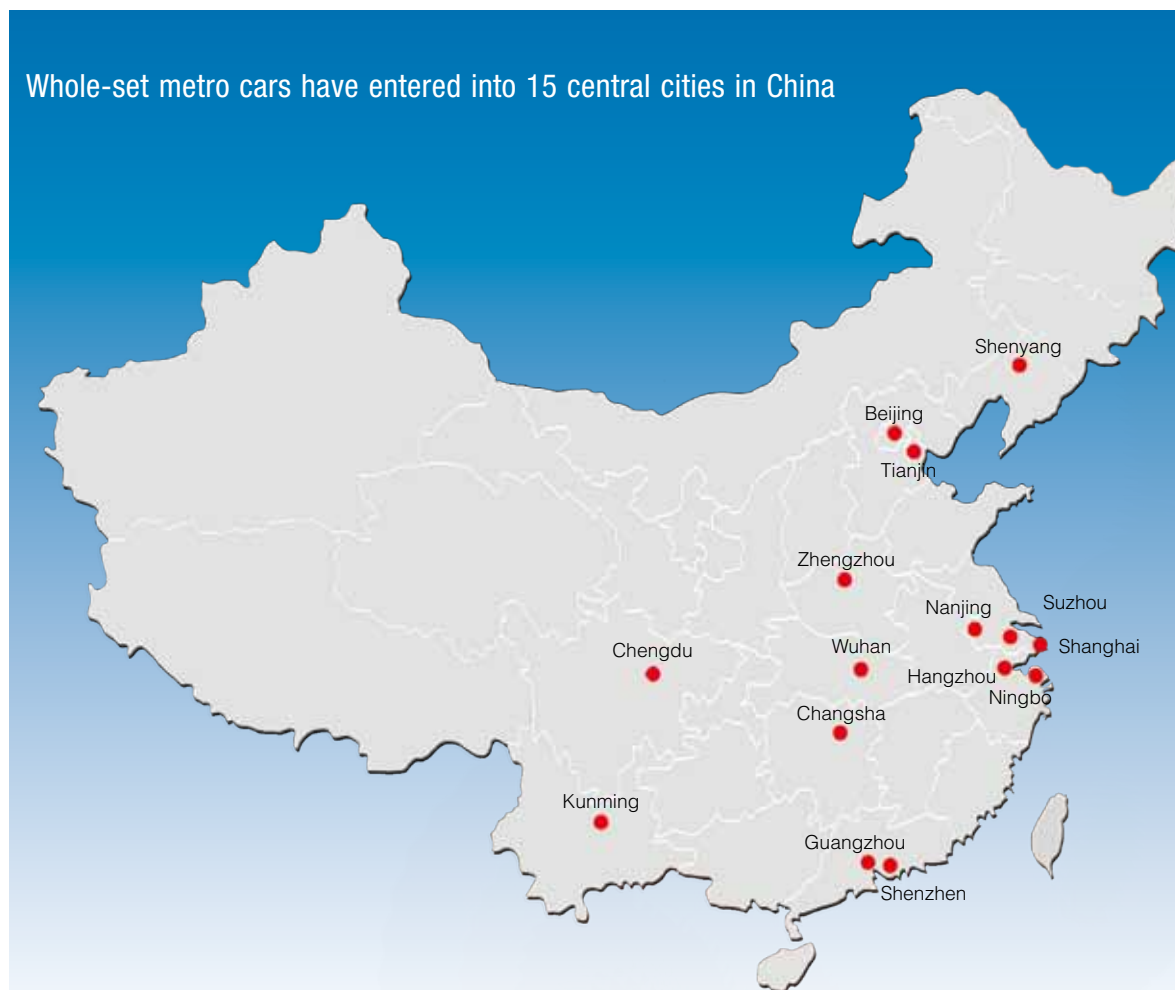 Whole-set metro cars have entered into 15 central cities in China
Shenyang
Beijing
Tianjin
Zhengzhou
Nanjing
Suzhou
Chengdu
Wuhan
Shanghai
Hangzhou
Ningbo
Changsha
Kunming
Guangzhou
Shenzhen